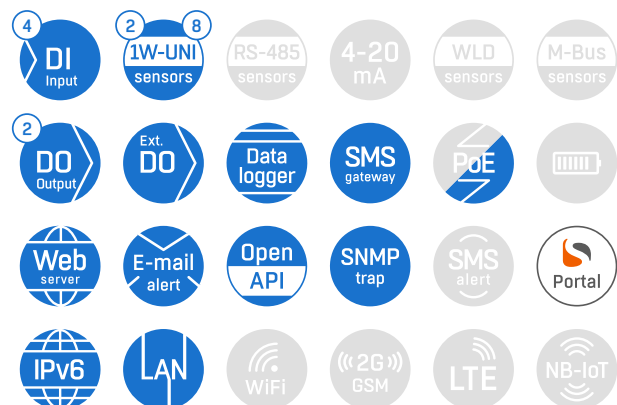 4
DI
Input
2
8
1W-UNI
sensors
RS-485
sensors
4-20
mA
WLD
sensors
M-Bus
sensors
2
DO
Output
Ext.
DO
Data
logger
SMS
gateway
PoE
Web
server
E-mail
alert
Open
API
SNMP
trap
SMS
alert
Portal
IPv6
LAN
WiFi
2G
GSM
LTE
NB-IoT